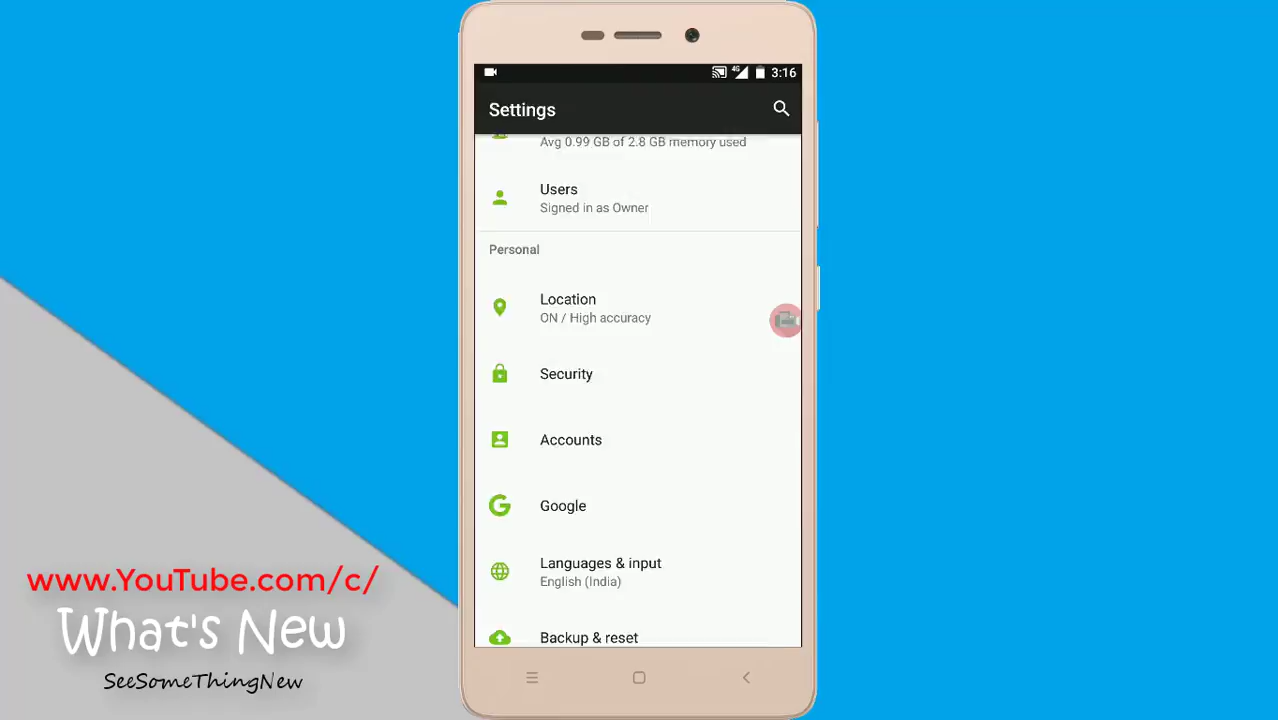 4G 3:16
Settings
Avg 0.99 GB of 2.8 GB memory used
Users
Signed in as Owner
Personal
Location
ON / High accuracy
Security
Accounts
Google
Languages & input
English (India)
Backup & reset
www.YouTube.com/c/
What's New
SeeSomeThingNew